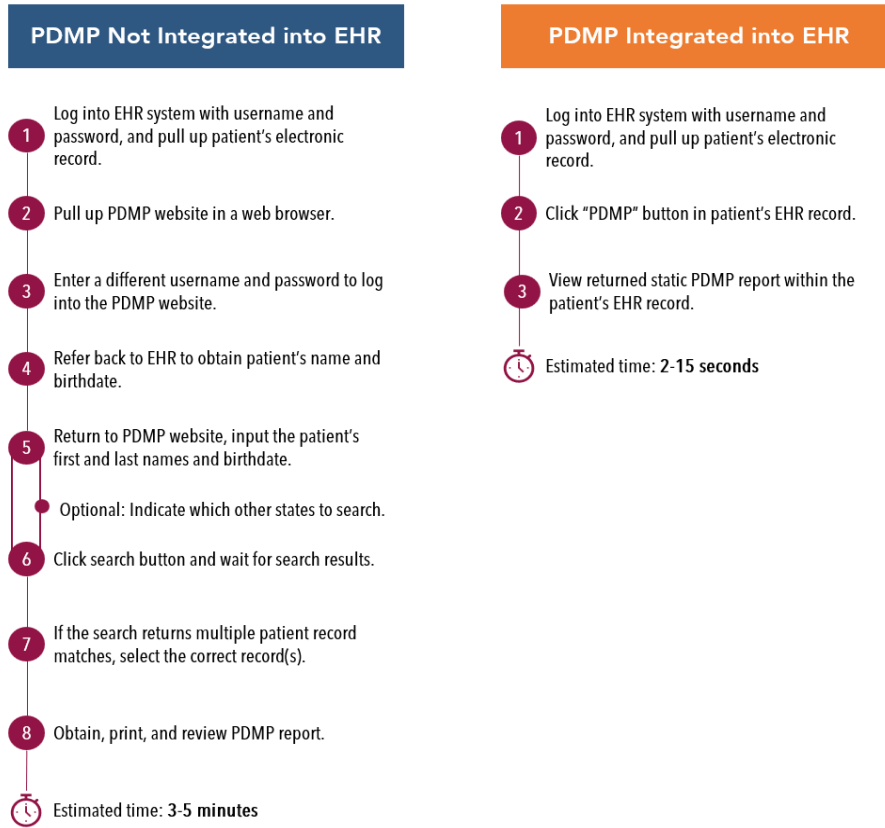 PDMP Not Integrated into EHR
1
Log into EHR system with username and
password, and pull up patient's electronic
record.
2
Pull up PDMP website in a web browser.
3
Enter a different username and password to log
into the PDMP website.
4
Refer back to EHR to obtain patient's name and
birthdate.
5
Return to PDMP website, input the patient's
first and last names and birthdate.
Optional: Indicate which other states to search.
6
Click search button and wait for search results.
7
If the search returns multiple patient record
matches, select the correct record(s).
8
Obtain, print, and review PDMP report.
Estimated time: 3-5 minutes
PDMP Integrated into EHR
1
Log into EHR system with username and
password, and pull up patient's electronic
record.
2
Click “PDMP” button in patient's EHR record.
3
View returned static PDMP report within the
patient's EHR record.
Estimated time: 2-15 seconds